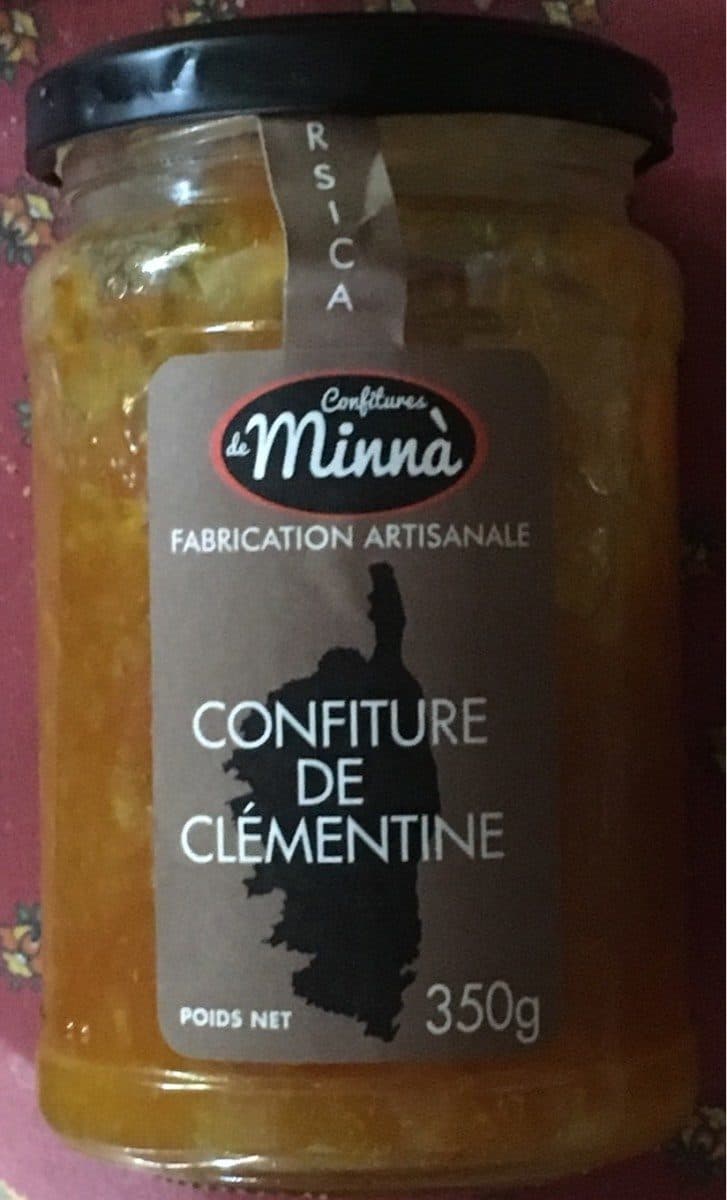 RSICA
Confitures
de Minnà
FABRICATION ARTISANALE
CONFITURE
DE
CLÉMENTINE
POIDS NET 350g